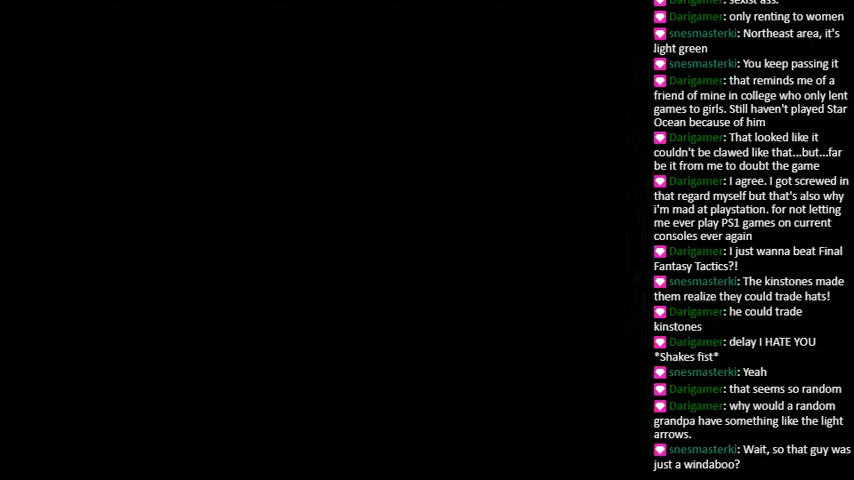 Darigamer: sexist ass.
Darigamer: only renting to women
snesmasterki: Northeast area, it's
light green
snesmasterki: You keep passing it
Darigamer: that reminds me of a
friend of mine in college who only lent
games to girls. Still haven't played Star
Ocean because of him
Darigamer: That looked like it
couldn't be clawed like that...but...far
be it from me to doubt the game
Darigamer: I agree. I got screwed in
that regard myself but that's also why
i'm mad at playstation. for not letting
me ever play PS1 games on current
consoles ever again
Darigamer: I just wanna beat Final
Fantasy Tactics?!
snesmasterki: The kinstones made
them realize they could trade hats!
Darigamer: he could trade
kinstones
Darigamer: delay I HATE YOU
*Shakes fist*
snesmasterki: Yeah
Darigamer: that seems so random
Darigamer: why would a random
grandpa have something like the light
arrows.
snesmasterki: Wait, so that guy was
just a windaboo?